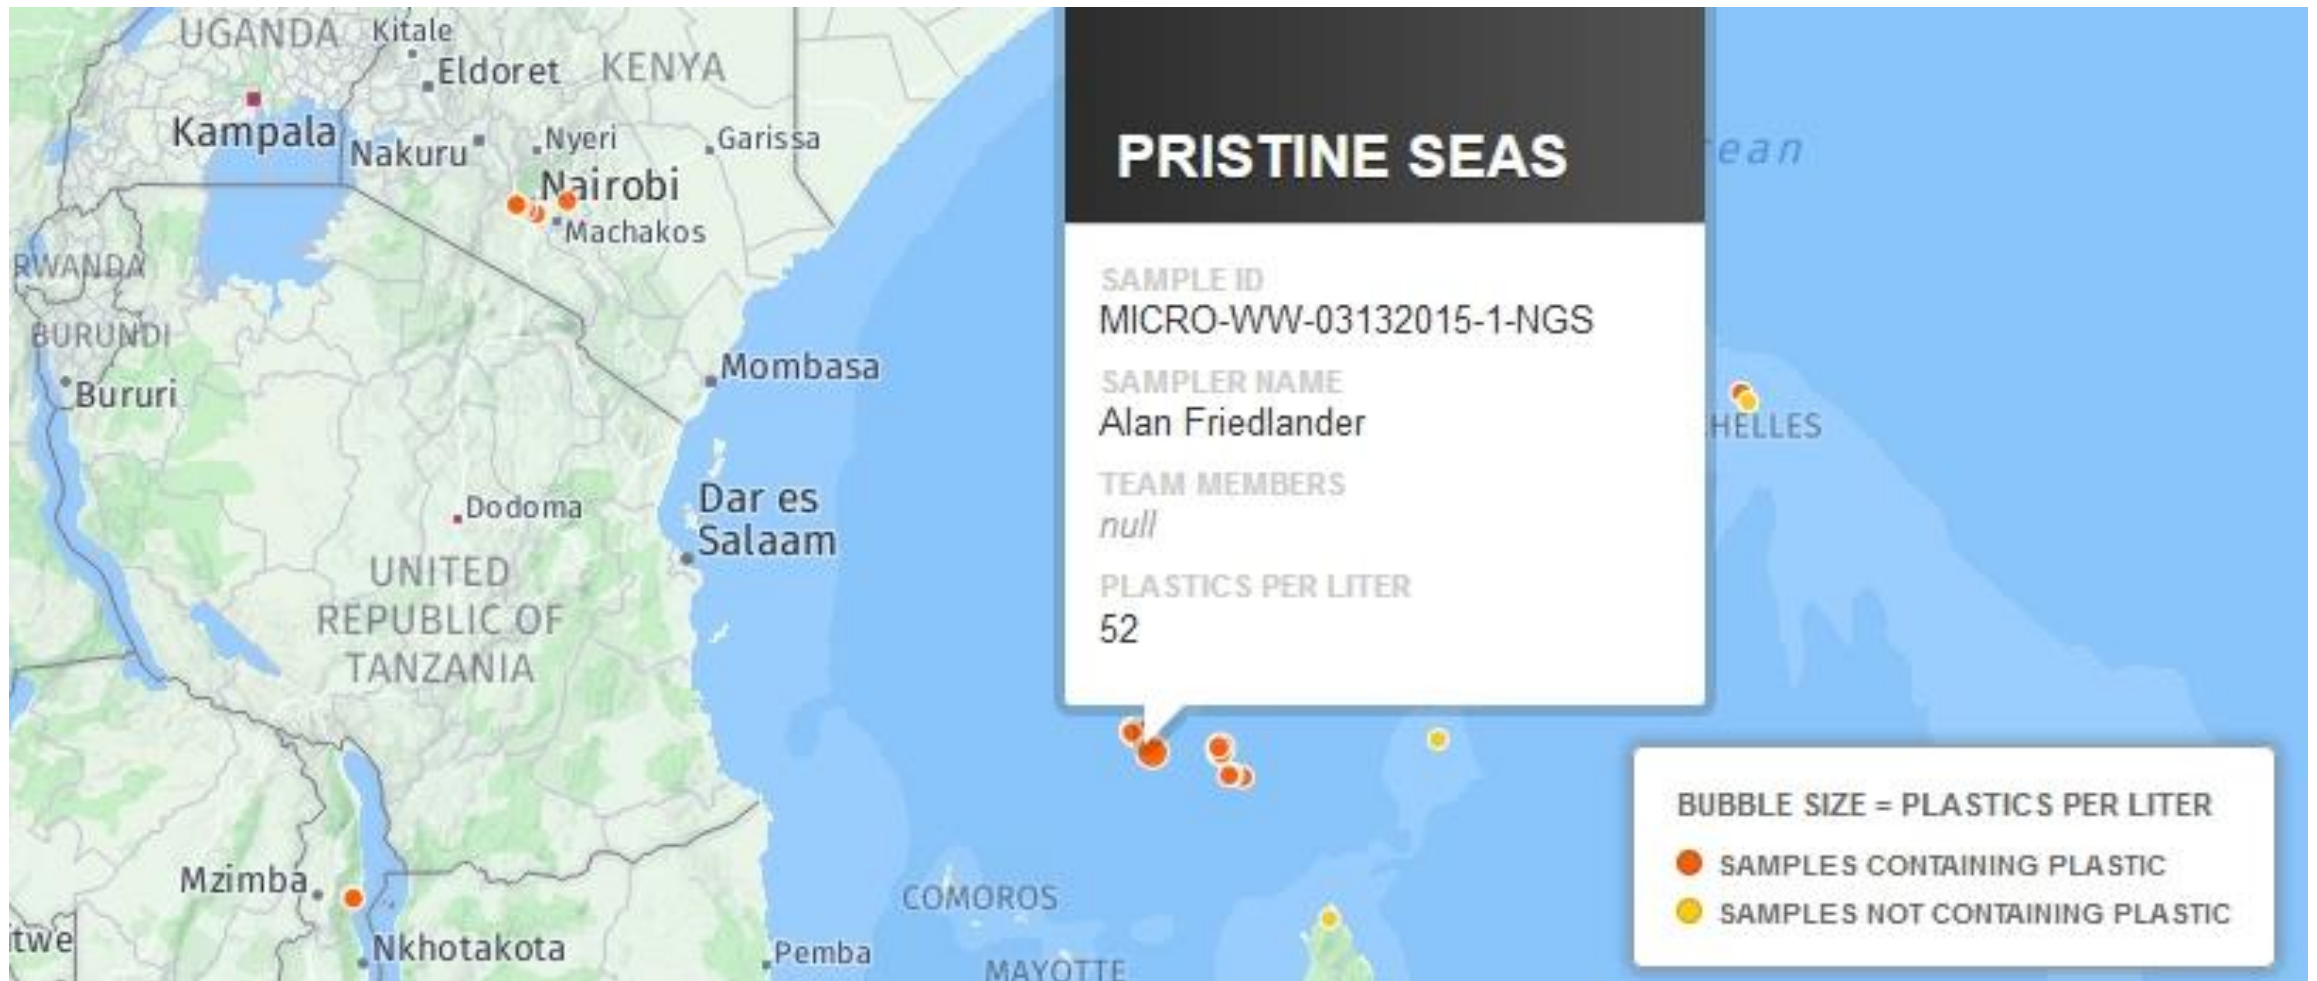 UGANDA
Kitale
Eldoret
KENYA
Kampala
Nakuru
Nyeri
Garissa
Nairobi
Machakos
RWANDA
BURUNDI
Bururi
Mombasa
Dodoma
Dar es
Salaam
UNITED
REPUBLIC OF
TANZANIA
Mzimba
Nkhotakota
Pemba
COMOROS
MAYOTTE
PRISTINE SEAS
SAMPLE ID
MICRO-WW-03132015-1-NGS
SAMPLER NAME
Alan Friedlander
TEAM MEMBERS
null
PLASTICS PER LITER
52
BUBBLE SIZE = PLASTICS PER LITER
SAMPLES CONTAINING PLASTIC
SAMPLES NOT CONTAINING PLASTIC